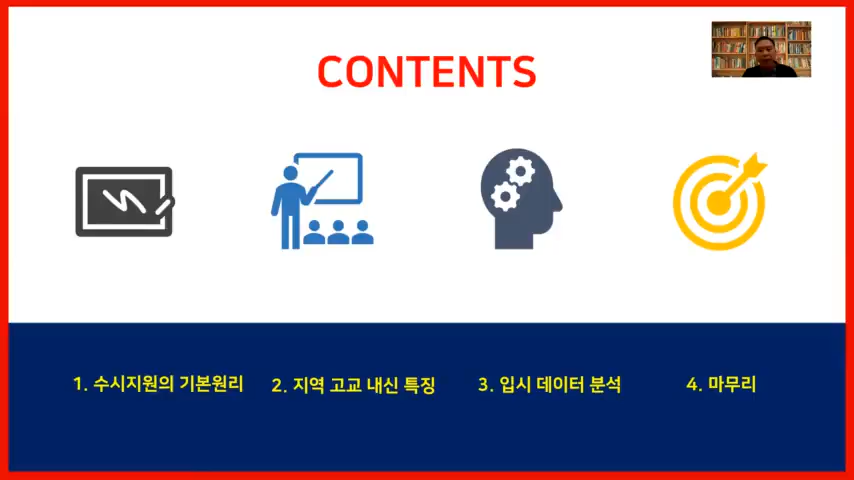 CONTENTS
1. 수시지원의 기본원리
2. 지역 고교 내신 특징
3. 입시 데이터 분석
4. 마무리